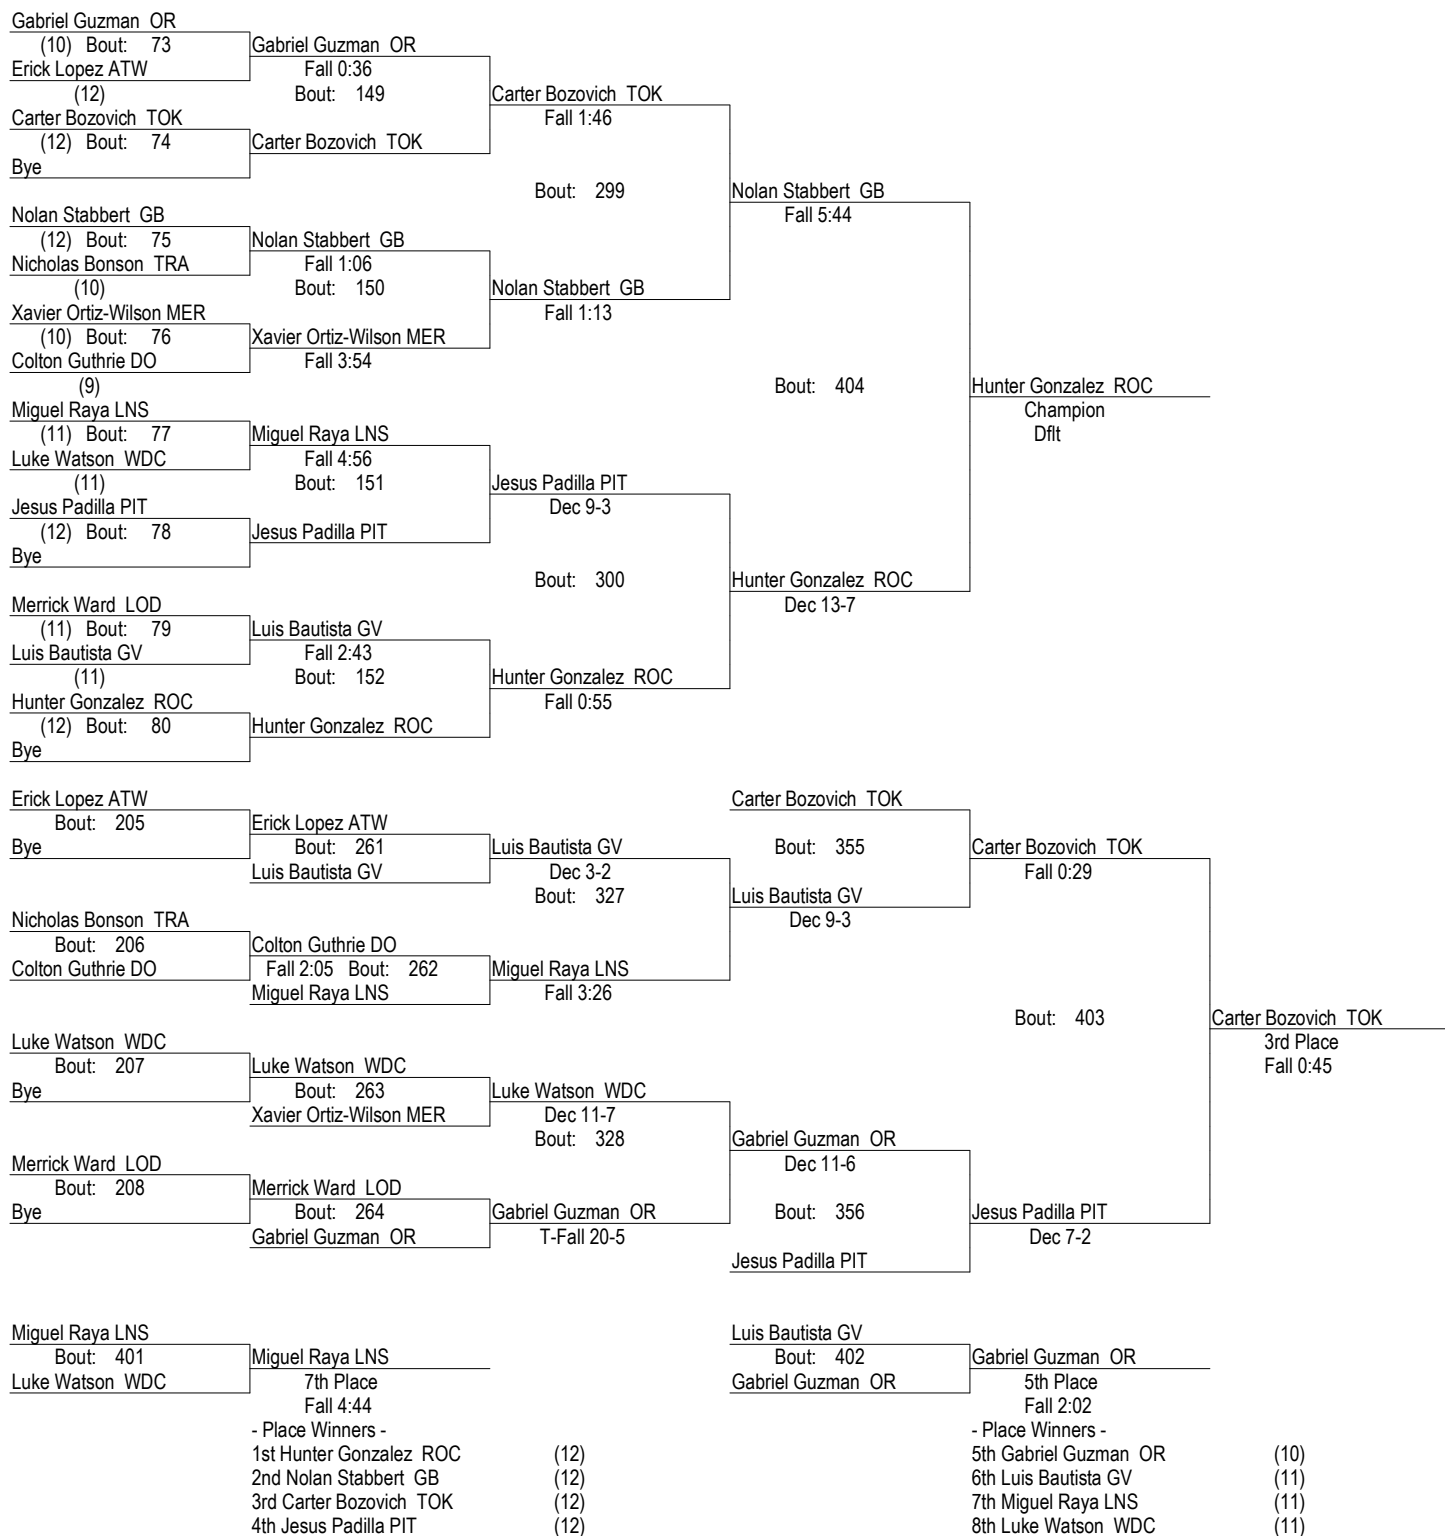 Gabriel Guzman OR
(10) Bout: 73 Gabriel Guzman OR
Erick Lopez ATW Fall 0:36
(12) Bout: 149 Carter Bozovich TOK
Carter Bozovich TOK Fall 1:46
(12) Bout: 74 Carter Bozovich TOK
Bye
Bout: 299 Nolan Stabbert GB
Nolan Stabbert GB Fall 5:44
(12) Bout: 75 Nolan Stabbert GB
Nicholas Bonson TRA Fall 1:06
(10) Bout: 150 Nolan Stabbert GB
Xavier Ortiz-Wilson MER Fall 1:13
(10) Bout: 76 Xavier Ortiz-Wilson MER
Colton Guthrie DO Fall 3:54
(9) Bout: 404 Hunter Gonzalez ROC
Miguel Raya LNS Champion
(11) Bout: 77 Miguel Raya LNS Dflt
Luke Watson WDC Fall 4:56
(11) Bout: 151 Jesus Padilla PIT
Jesus Padilla PIT Dec 9-3
(12) Bout: 78 Jesus Padilla PIT
Bye
Bout: 300 Hunter Gonzalez ROC
Merrick Ward LOD Dec 13-7
(11) Bout: 79 Luis Bautista GV
Luis Bautista GV Fall 2:43
(11) Bout: 152 Hunter Gonzalez ROC
Hunter Gonzalez ROC Fall 0:55
(12) Bout: 80 Hunter Gonzalez ROC
Bye
Erick Lopez ATW Carter Bozovich TOK
Bout: 205 Erick Lopez ATW
Bye Bout: 261 Luis Bautista GV Bout: 355 Carter Bozovich TOK
Luis Bautista GV Dec 3-2 Fall 0:29
Bout: 327 Luis Bautista GV
Nicholas Bonson TRA Dec 9-3
Bout: 206 Colton Guthrie DO
Colton Guthrie DO Fall 2:05 Bout: 262 Miguel Raya LNS
Miguel Raya LNS Fall 3:26
Bout: 403 Carter Bozovich TOK
Luke Watson WDC 3rd Place
Bout: 207 Luke Watson WDC Fall 0:45
Bye Bout: 263 Luke Watson WDC
Xavier Ortiz-Wilson MER Dec 11-7
Bout: 328 Gabriel Guzman OR
Merrick Ward LOD Dec 11-6
Bout: 208 Merrick Ward LOD
Bye Bout: 264 Gabriel Guzman OR Bout: 356 Jesus Padilla PIT
Gabriel Guzman OR T-Fall 20-5 Dec 7-2
Jesus Padilla PIT
Miguel Raya LNS Luis Bautista GV
Bout: 401 Miguel Raya LNS Bout: 402 Gabriel Guzman OR
Luke Watson WDC 7th Place Gabriel Guzman OR 5th Place
Fall 4:44 Fall 2:02
- Place Winners - - Place Winners -
1st Hunter Gonzalez ROC (12) 5th Gabriel Guzman OR (10)
2nd Nolan Stabbert GB (12) 6th Luis Bautista GV (11)
3rd Carter Bozovich TOK (12) 7th Miguel Raya LNS (11)
4th Jesus Padilla PIT (12) 8th Luke Watson WDC (11)